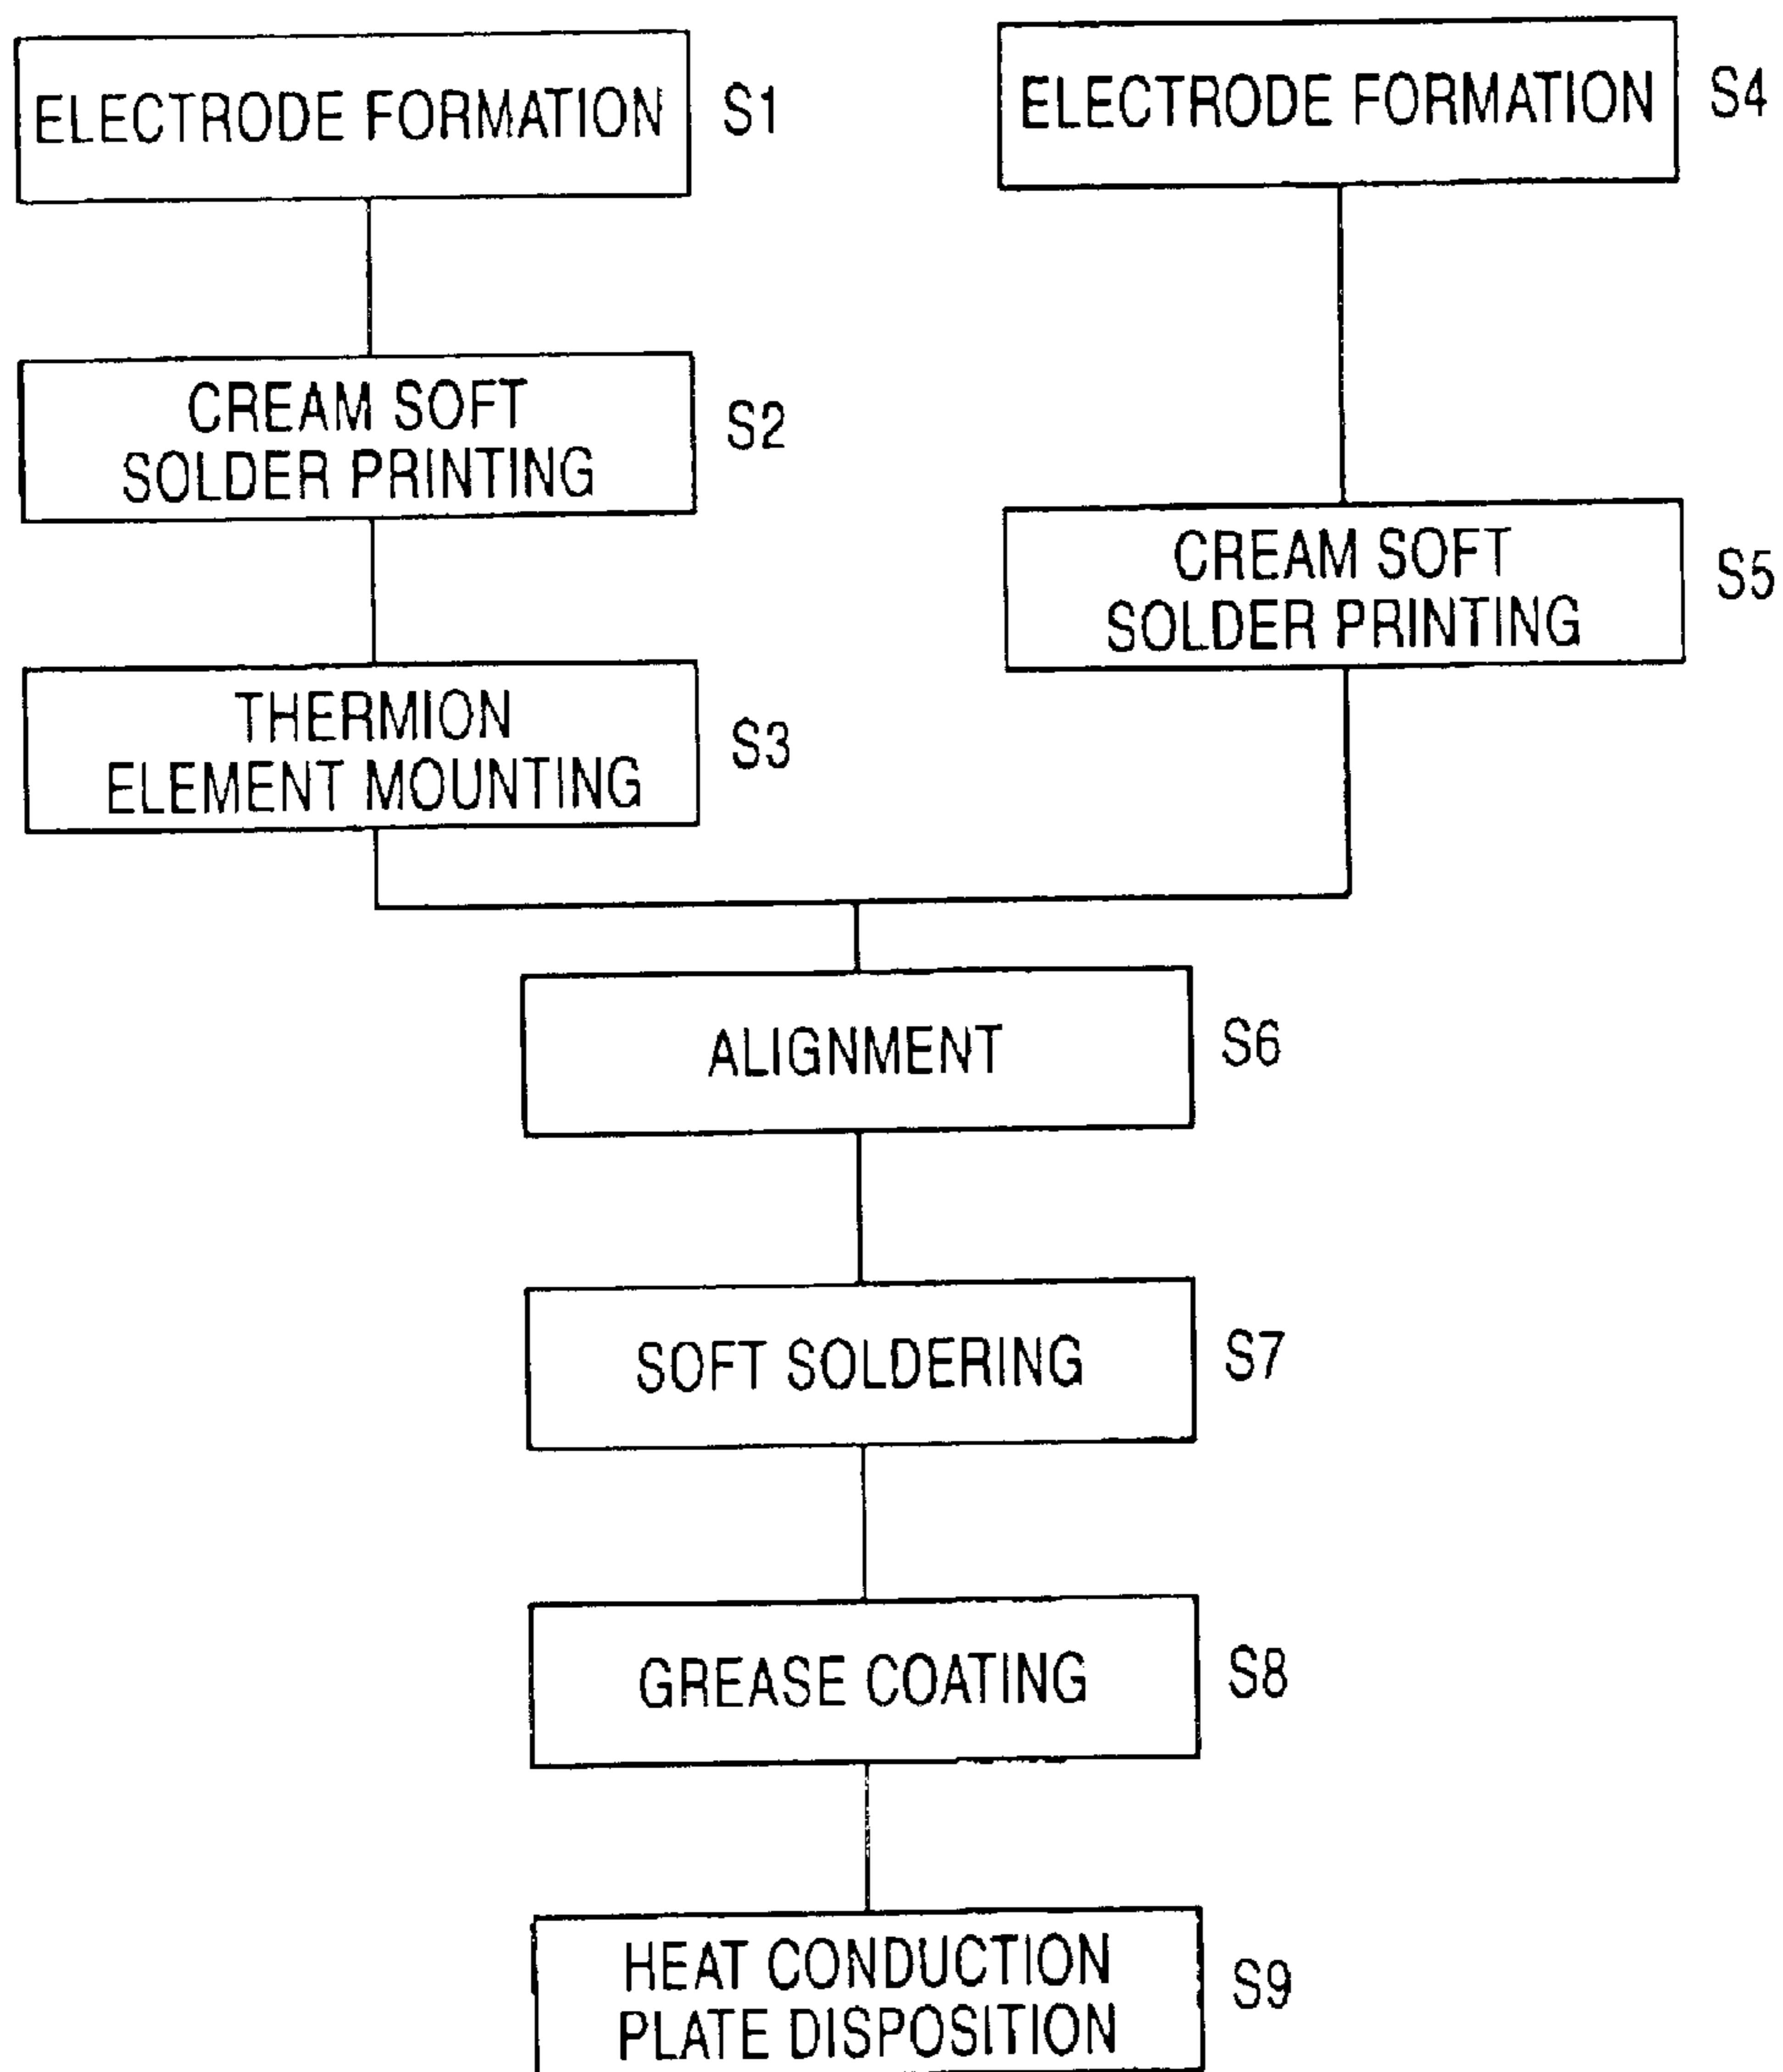 ELECTRODE FORMATION
S1
CREAM SOFT
SOLDER PRINTING
S2
THERMION
ELEMENT MOUNTING
S3
ELECTRODE FORMATION
S4
CREAM SOFT
SOLDER PRINTING
S5
ALIGNMENT
S6
SOFT SOLDERING
S7
GREASE COATING
S8
HEAT CONDUCTION
PLATE DISPOSITION
S9